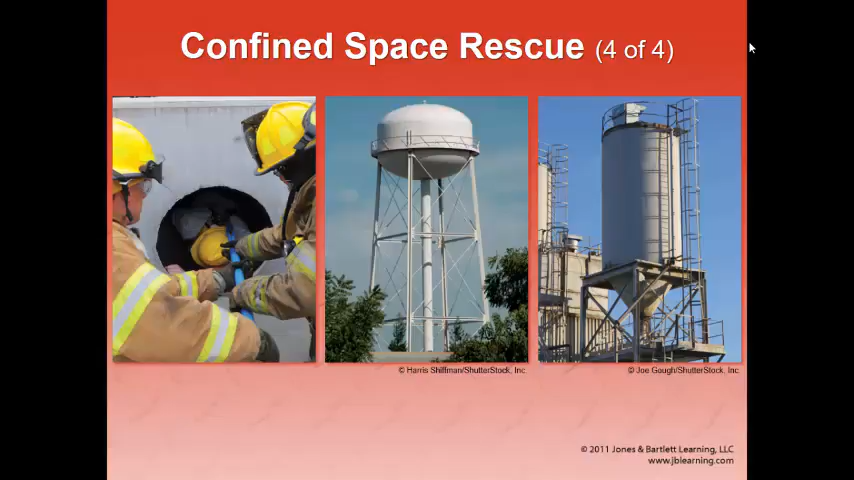 Confined Space Rescue (4 of 4)
© Harris Shiffman/ShutterStock, Inc.
© Joe Gough/ShutterStock, Inc.
© 2011 Jones & Bartlett Learning, LLC
www.jblearning.com